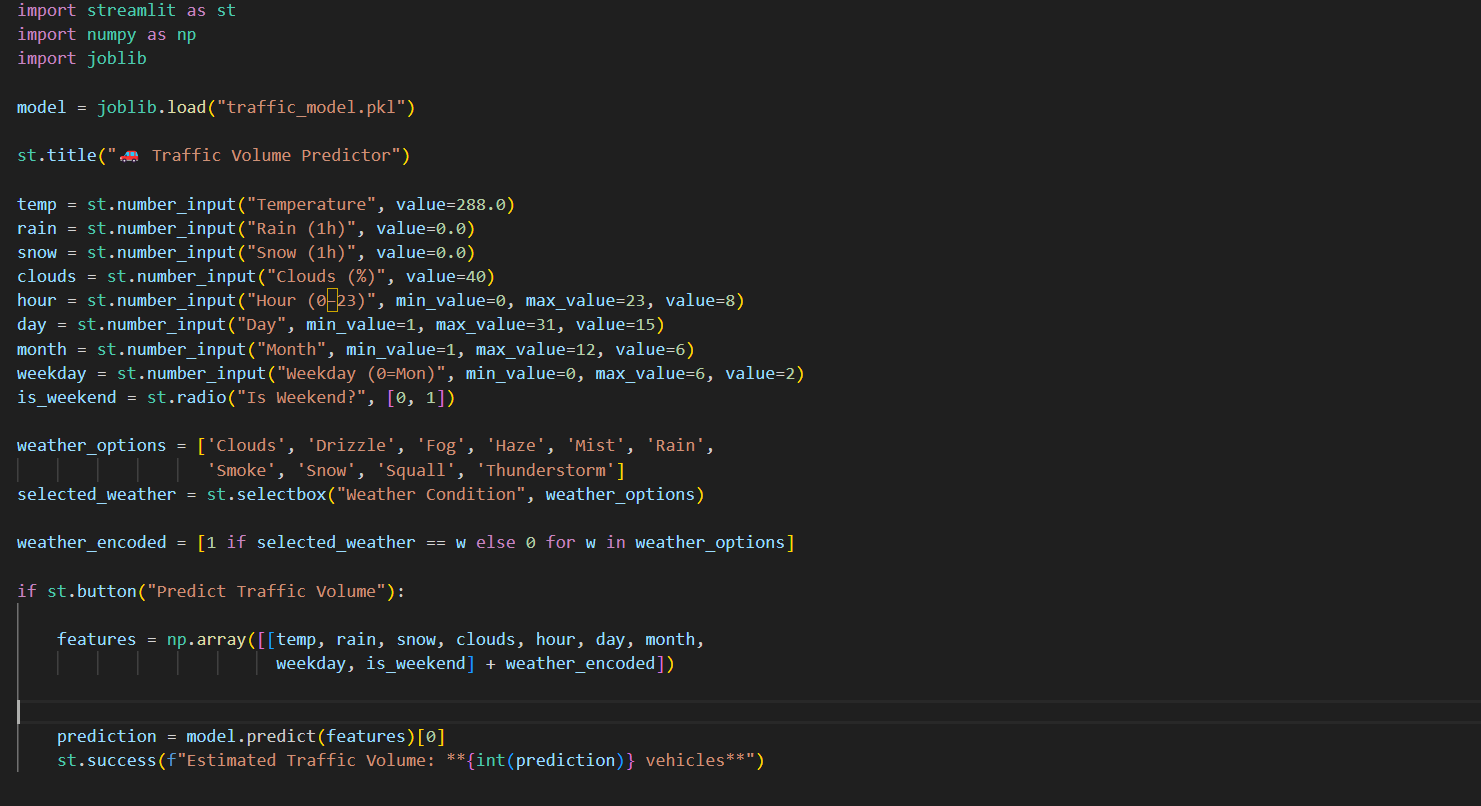 import streamlit as st
import numpy as np
import joblib
model = joblib.load("traffic_model.pkl")
st.title("🚗 Traffic Volume Predictor")
temp = st.number_input("Temperature", value=288.0)
rain = st.number_input("Rain (1h)", value=0.0)
snow = st.number_input("Snow (1h)", value=0.0)
clouds = st.number_input("Clouds (%)", value=40)
hour = st.number_input("Hour (0–23)", min_value=0, max_value=23, value=8)
day = st.number_input("Day", min_value=1, max_value=31, value=15)
month = st.number_input("Month", min_value=1, max_value=12, value=6)
weekday = st.number_input("Weekday (0=Mon)", min_value=0, max_value=6, value=2)
is_weekend = st.radio("Is Weekend?", [0, 1])
weather_options = ['Clouds', 'Drizzle', 'Fog', 'Haze', 'Mist', 'Rain',
                   'Smoke', 'Snow', 'Squall', 'Thunderstorm']
selected_weather = st.selectbox("Weather Condition", weather_options)
weather_encoded = [1 if selected_weather == w else 0 for w in weather_options]
if st.button("Predict Traffic Volume"):
    features = np.array([[temp, rain, snow, clouds, hour, day, month,
                          weekday, is_weekend] + weather_encoded])
    prediction = model.predict(features)[0]
    st.success(f"Estimated Traffic Volume: **{int(prediction)} vehicles**")